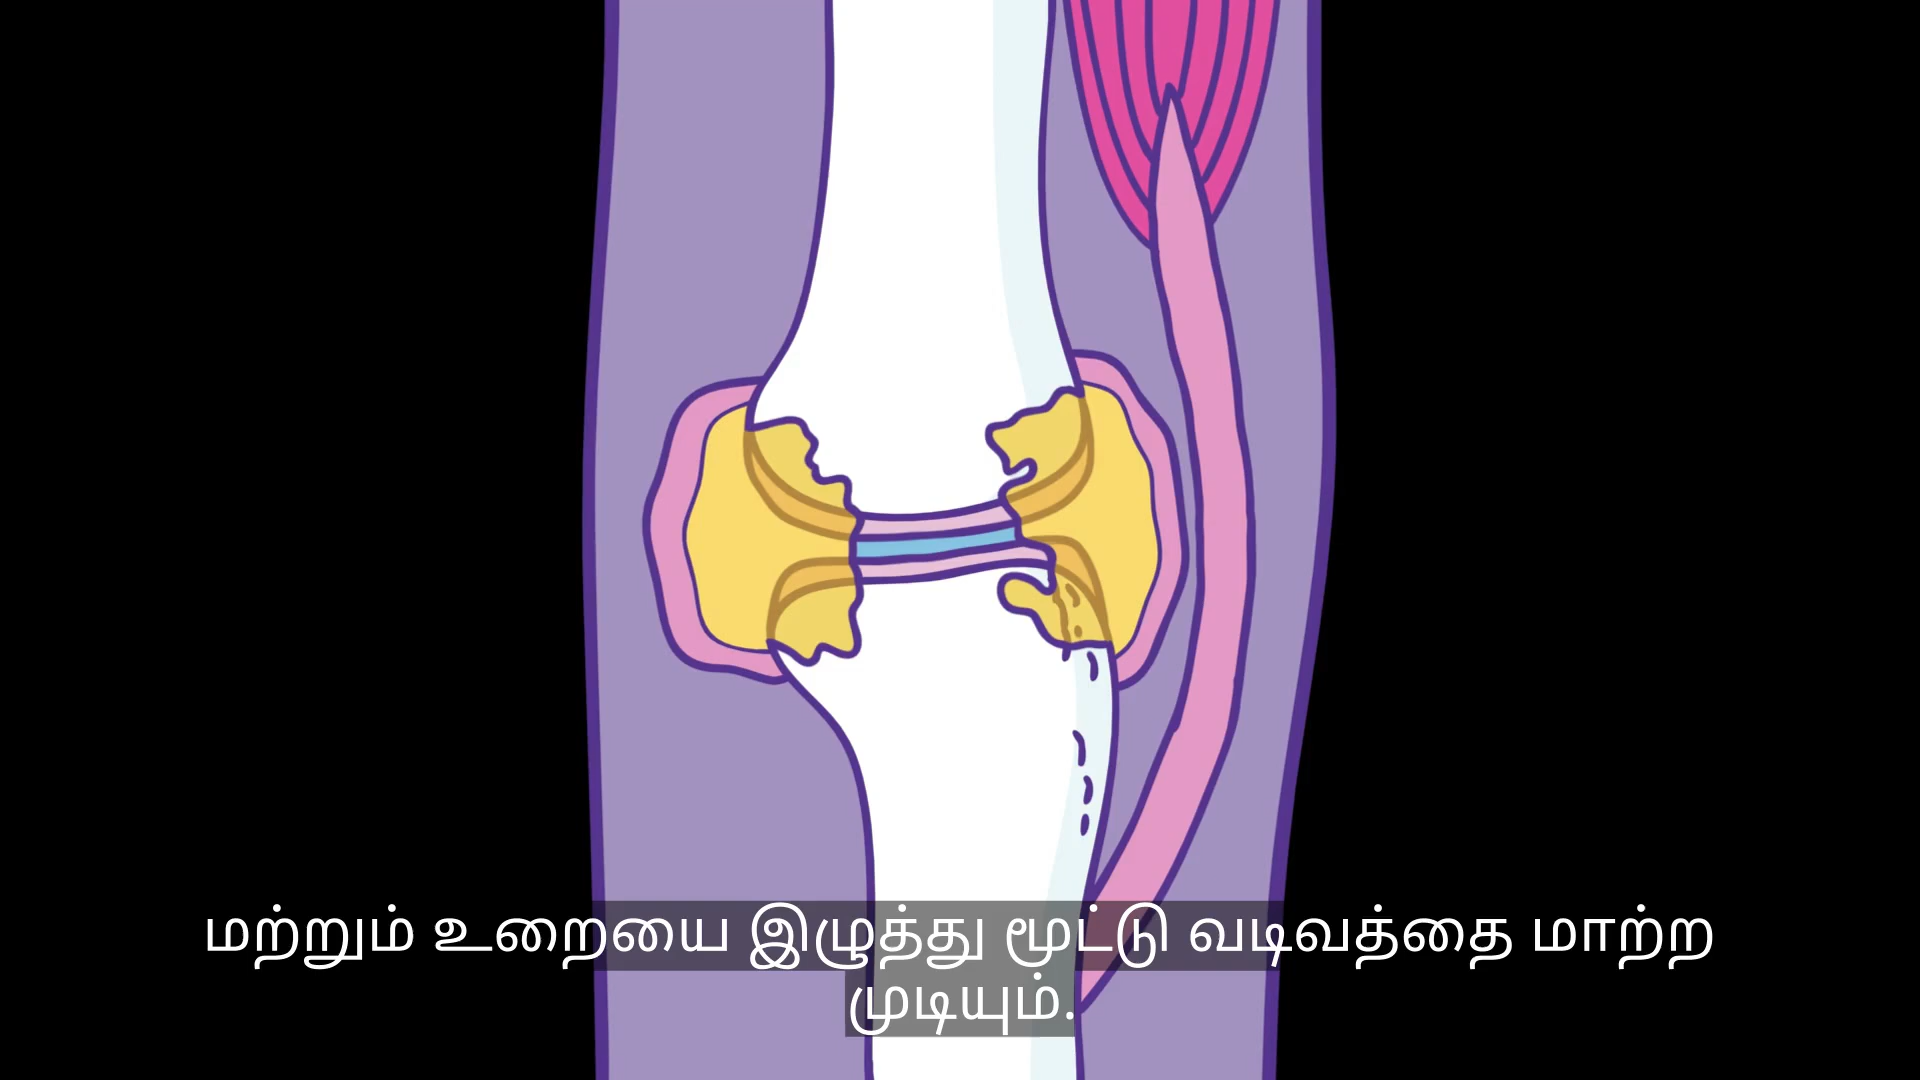 மற்றும் உறையை இழுத்து மூட்டு வடிவத்தை மாற்ற
முடியும்.